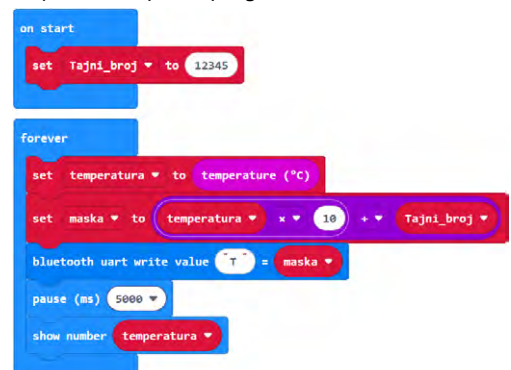 on start
set Tajni_broj to 12345
forever
set temperatura to temperature (°C)
set maska to temperatura × 10 + Tajni_broj
bluetooth uart write value "T" = maska
pause (ms) 5000
show number temperatura